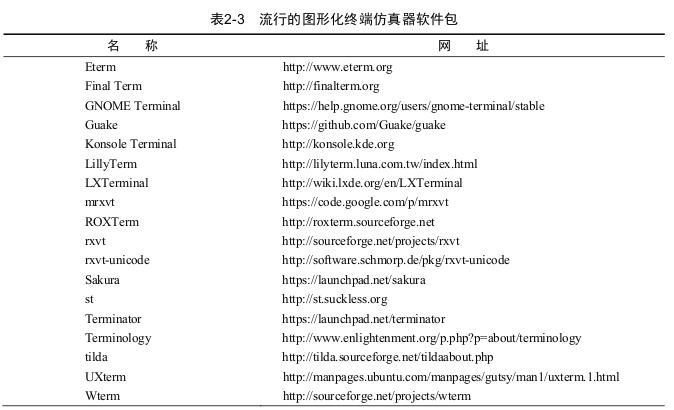 表2-3 流行的图形化终端仿真器软件包
名 称 网 址
Eterm http://www.eterm.org
Final Term http://finalterm.org
GNOME Terminal https://help.gnome.org/users/gnome-terminal/stable
Guake https://github.com/Guake/guake
Konsole Terminal http://konsole.kde.org
LillyTerm http://lilyterm.luna.com.tw/index.html
LXTerminal http://wiki.lxde.org/en/LXTerminal
mrxvt https://code.google.com/p/mrxvt
ROXTerm http://roxterm.sourceforge.net
rxvt http://sourceforge.net/projects/rxvt
rxvt-unicode http://software.schmorp.de/pkg/rxvt-unicode
Sakura https://launchpad.net/sakura
st http://st.suckless.org
Terminator https://launchpad.net/terminator
Terminology http://www.enlightenment.org/p.php?p=about/terminology
tilda http://tilda.sourceforge.net/tildaabout.php
UXterm http://manpages.ubuntu.com/manpages/gutsy/man1/uxterm.1.html
Wterm http://sourceforge.net/projects/wterm